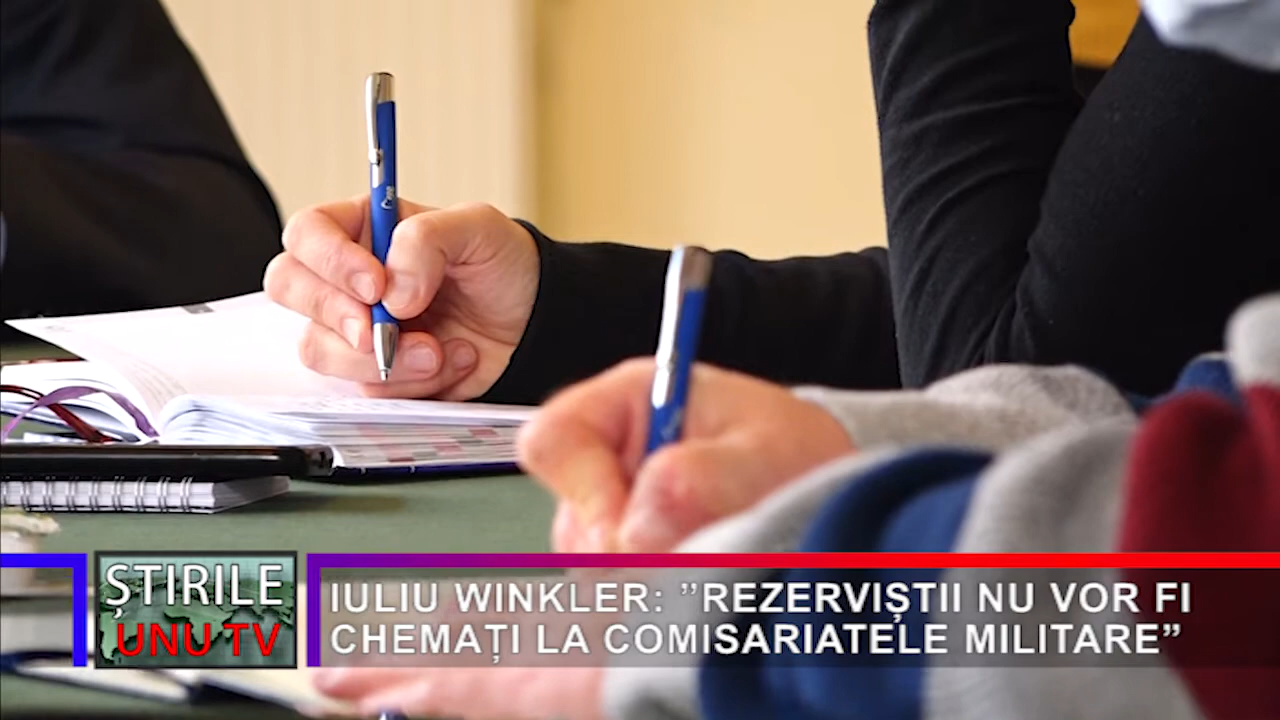 ȘTIRILE
UNU TV
IULIU WINKLER: ”REZERVIȘTII NU VOR FI
CHEMAȚI LA COMISARIATELE MILITARE”